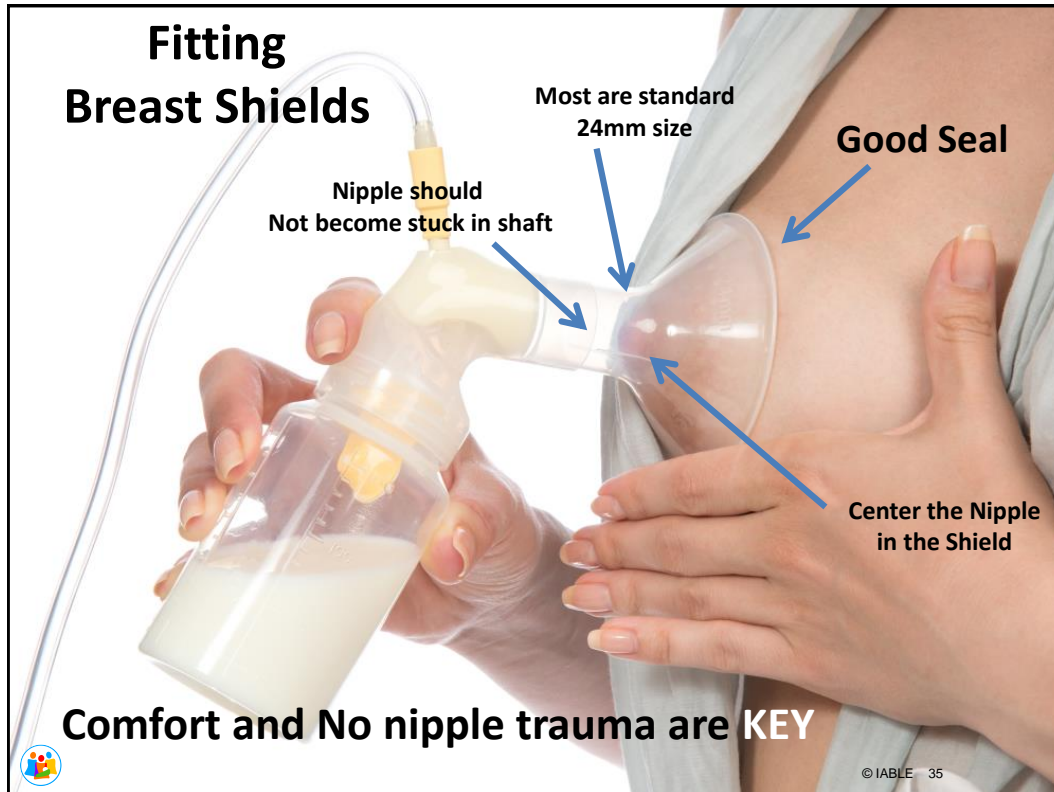 Fitting
Breast Shields
Most are standard
24mm size
Good Seal
Nipple should
Not become stuck in shaft
Center the Nipple
in the Shield
Comfort and No nipple trauma are KEY
© IABLE 35